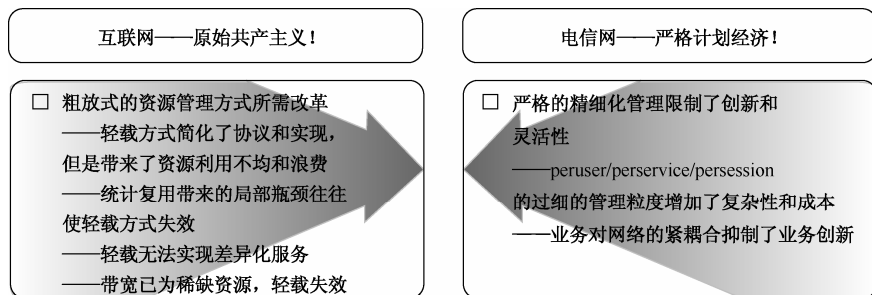 互联网——原始共产主义！
电信网——严格计划经济！
□ 粗放式的资源管理方式所需改革
——轻载方式简化了协议和实现，
但是带来了资源利用不均和浪费
——统计复用带来的局部瓶颈往往
使轻载方式失效
——轻载无法实现差异化服务
——带宽已为稀缺资源，轻载失效
□ 严格的精细化管理限制了创新和
灵活性
——peruser/perservice/persession
的过细的管理粒度增加了复杂性和成本
——业务对网络的紧耦合抑制了业务创新